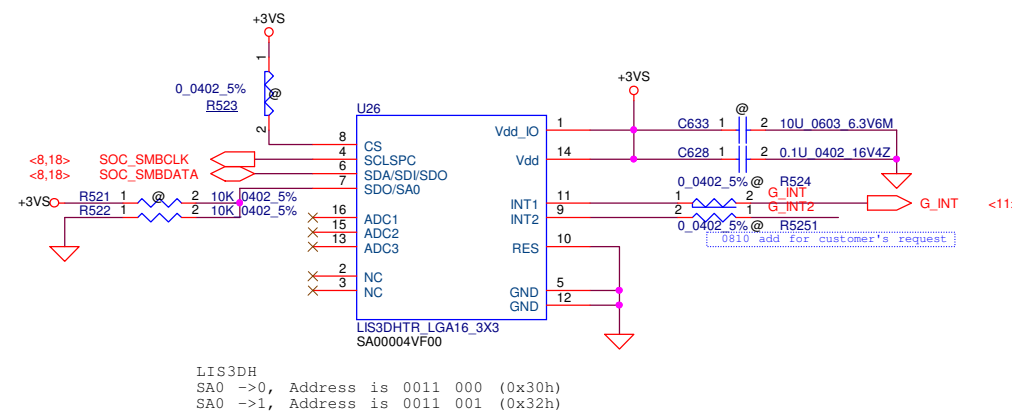 +3VS
0_0402_5%
R523
@
1
2
U26
8 CS
<8,18> SOC_SMBCLK 4 SCLSPC
<8,18> SOC_SMBDATA 6 SDA/SDI/SDO
7 SDO/SA0
+3VS R521 1 @ 2 10K_0402_5%
R522 1 2 10K_0402_5%
16 ADC1
15 ADC2
13 ADC3
2 NC
3 NC
+3VS
Vdd_IO 1
Vdd 14
@
C633 1 2 10U_0603_6.3V6M
C628 1 2 0.1U_0402_16V4Z
0_0402_5% @ R524
INT1 11 1 2 G_INT
G_INT <11
INT2 9 2 1 G_INT2
0_0402_5% @ R5251
0810 add for customer's request
RES 10
GND 5
GND 12
LIS3DHTR_LGA16_3X3
SA00004VF00
LIS3DH
SA0 ->0, Address is 0011 000 (0x30h)
SA0 ->1, Address is 0011 001 (0x32h)